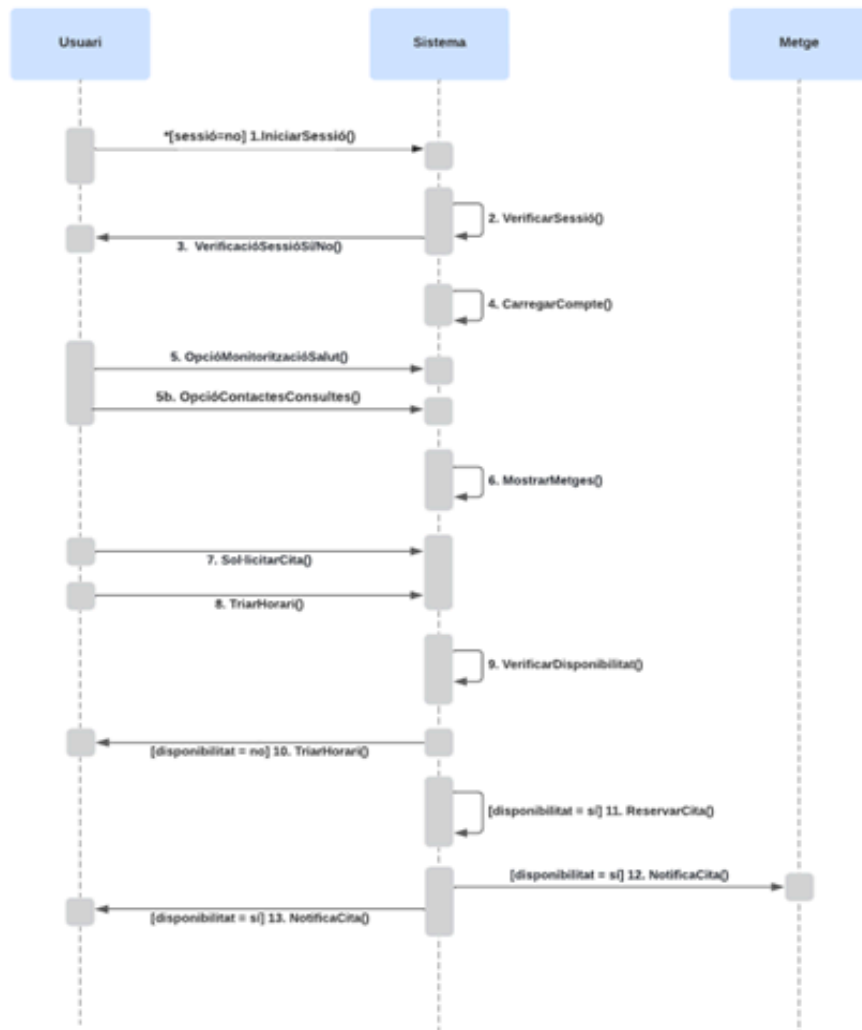 Usuari
Sistema
Metge
*[sessió=no] 1.IniciarSessió()
2. VerificarSessió()
3. VerificacióSessióSí/No()
4. CarregarCompte()
5. OpcióMonitoritzacióSalut()
5b. OpcióContactesConsultes()
6. MostrarMetges()
7. Sol·licitarCita()
8. TriarHorari()
9. VerificarDisponibilitat()
[disponibilitat = no] 10. TriarHorari()
[disponibilitat = sí] 11. ReservarCita()
[disponibilitat = sí] 12. NotificaCita()
[disponibilitat = sí] 13. NotificaCita()